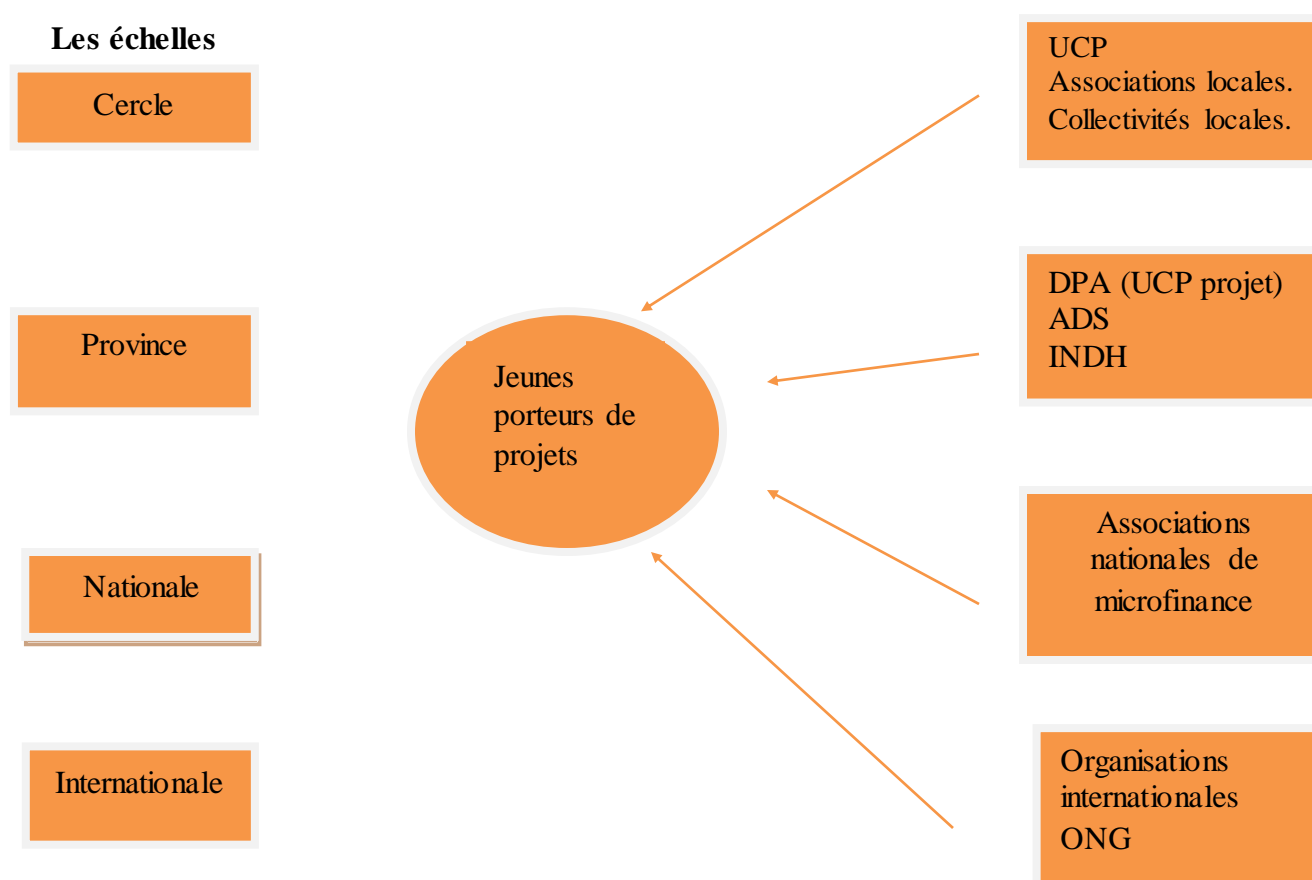 Les échelles
Cercle
UCP
Associations locales.
Collectivités locales.
Province
Jeunes
porteurs de
projets
DPA (UCP projet)
ADS
INDH
Nationale
Associations
nationales de
microfinance
Internationale
Organisations
internationales
ONG